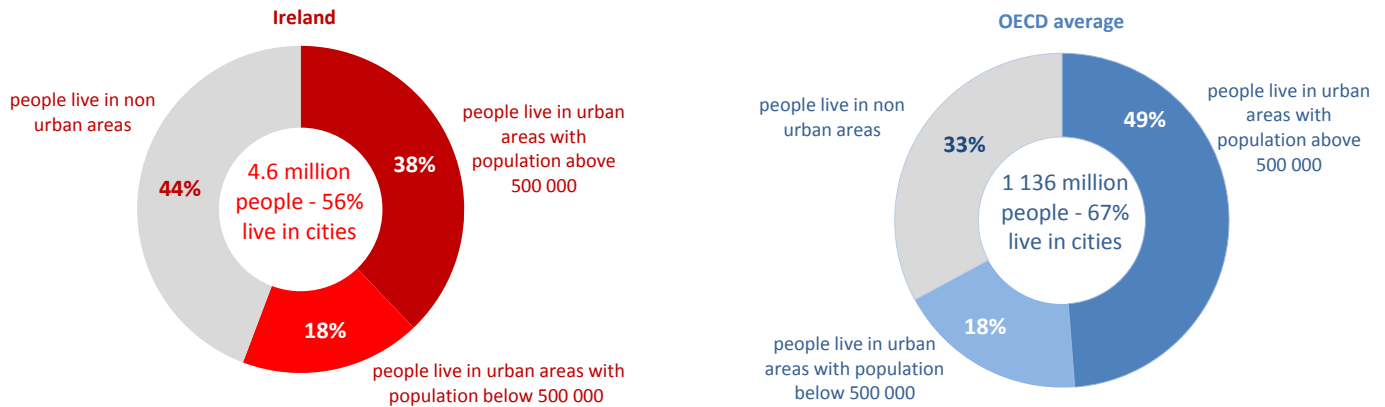 Ireland
people live in non
urban areas
44%
4.6 million
people - 56%
live in cities
38%
people live in urban
areas with
population above
500 000
18%
people live in urban areas with
population below 500 000
OECD average
people live in non
urban areas
33%
1 136 million
people - 67%
live in cities
49%
people live in urban
areas with
population above
500 000
18%
people live in urban
areas with population
below 500 000